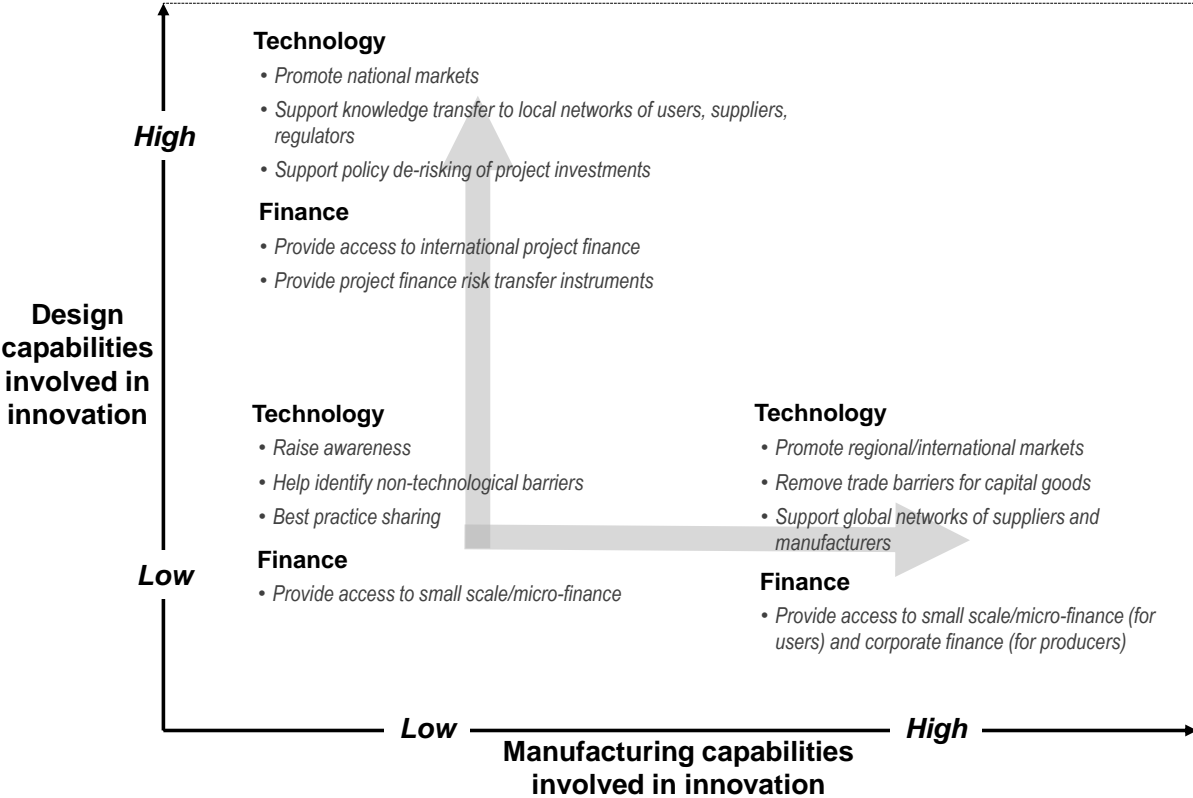 Technology
• Promote national markets
• Support knowledge transfer to local networks of users, suppliers,
regulators
• Support policy de-risking of project investments
Finance
• Provide access to international project finance
• Provide project finance risk transfer instruments
High
Design
capabilities
involved in
innovation
Technology
• Raise awareness
• Help identify non-technological barriers
• Best practice sharing
Finance
• Provide access to small scale/micro-finance
Technology
• Promote regional/international markets
• Remove trade barriers for capital goods
• Support global networks of suppliers and
manufacturers
Finance
• Provide access to small scale/micro-finance (for
users) and corporate finance (for producers)
Low
Low
High
Manufacturing capabilities
involved in innovation